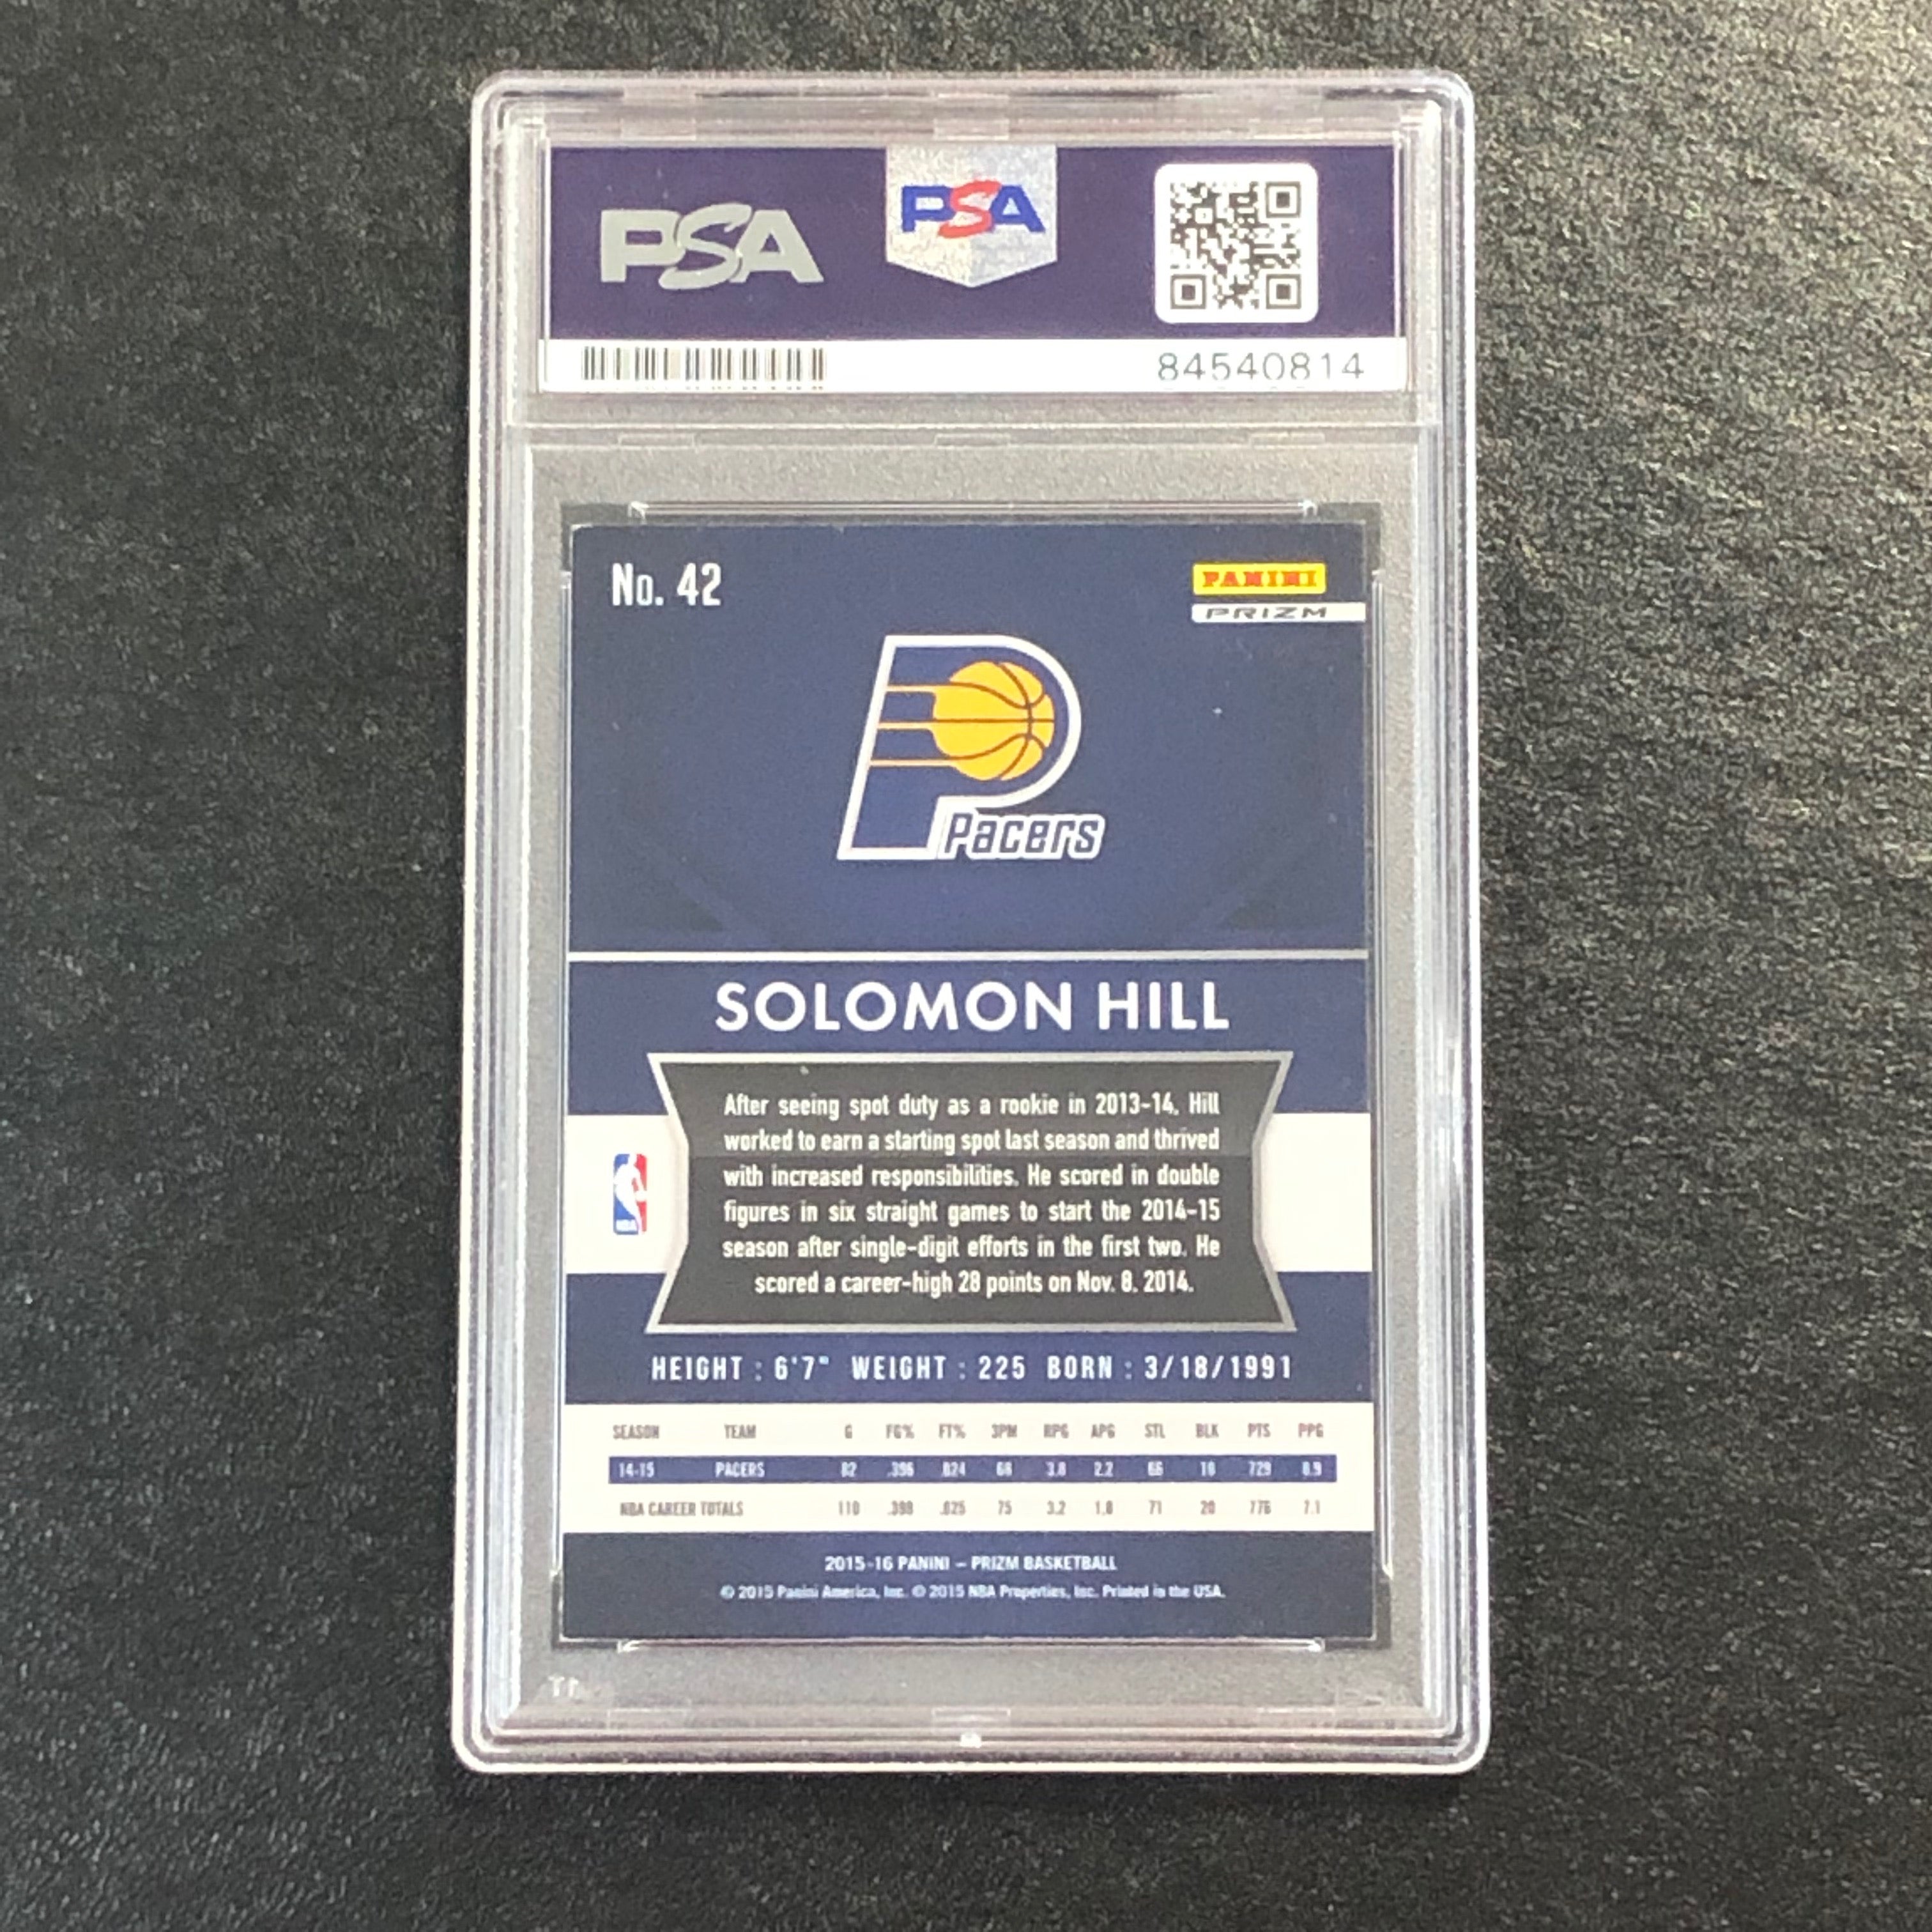 PSA
PSA
84540814
No. 42
PANINI
PRIZM
Pacers
SOLOMON HILL
After seeing spot duty as a rookie in 2013-14, Hill
worked to earn a starting spot last season and thrived
with increased responsibilities. He scored in double
figures in six straight games to start the 2014-15
season after single-digit efforts in the first two. He
scored a career-high 28 points on Nov. 8, 2014.
NBA
HEIGHT : 6'7" WEIGHT : 225 BORN : 3/18/1991
SEASON TEAM G FG% FT% 3PM RPG APG STL BLK PTS PPG
14-15 PACERS 82 .396 .824 66 3.8 2.2 66 18 729 8.9
NBA CAREER TOTALS 110 .398 .825 75 3.2 1.8 71 20 776 7.1
2015-16 PANINI – PRIZM BASKETBALL
© 2015 Panini America, Inc. © 2015 NBA Properties, Inc. Printed in the USA.